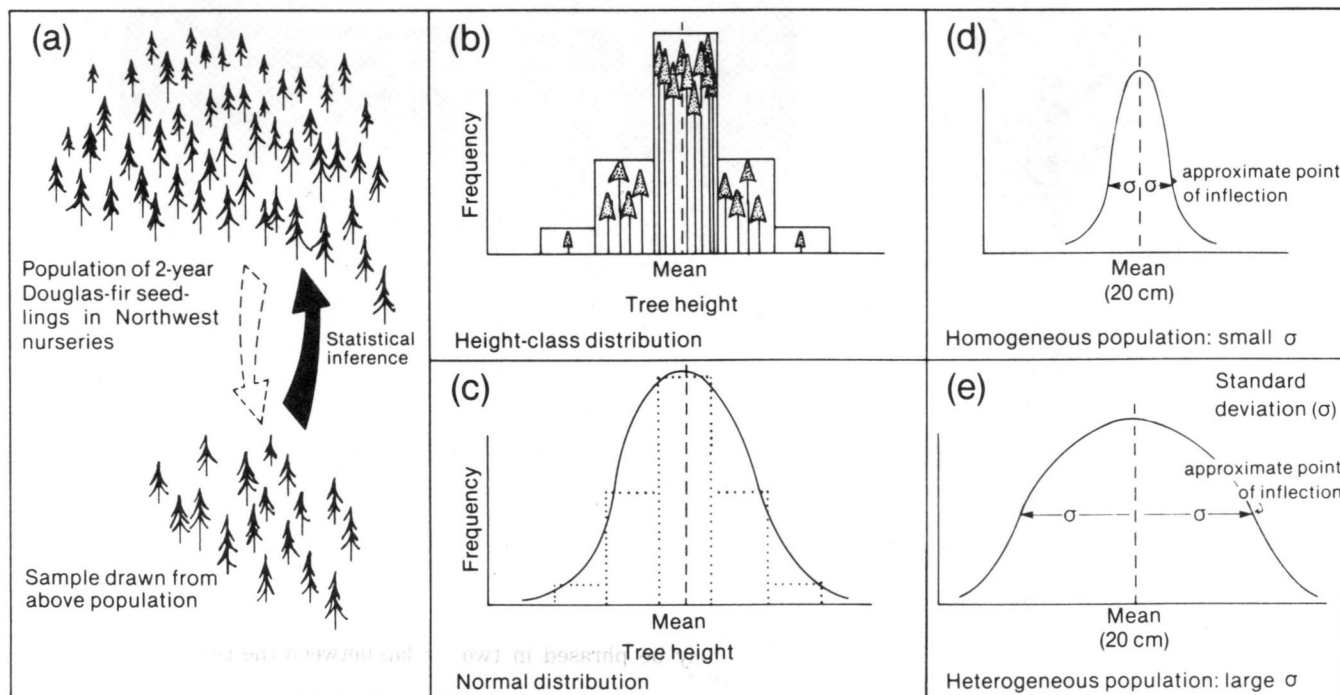 (a)
Population of 2-year
Douglas-fir seed-
lings in Northwest
nurseries
Statistical
inference
Sample drawn from
above population
(b)
Frequency
Mean
Tree height
Height-class distribution
(c)
Frequency
Mean
Tree height
Normal distribution
(d)
σ σ
approximate point
of inflection
Mean
(20 cm)
Homogeneous population: small σ
(e)
Standard
deviation (σ)
approximate point
of inflection
σ σ
Mean
(20 cm)
Heterogeneous population: large σ